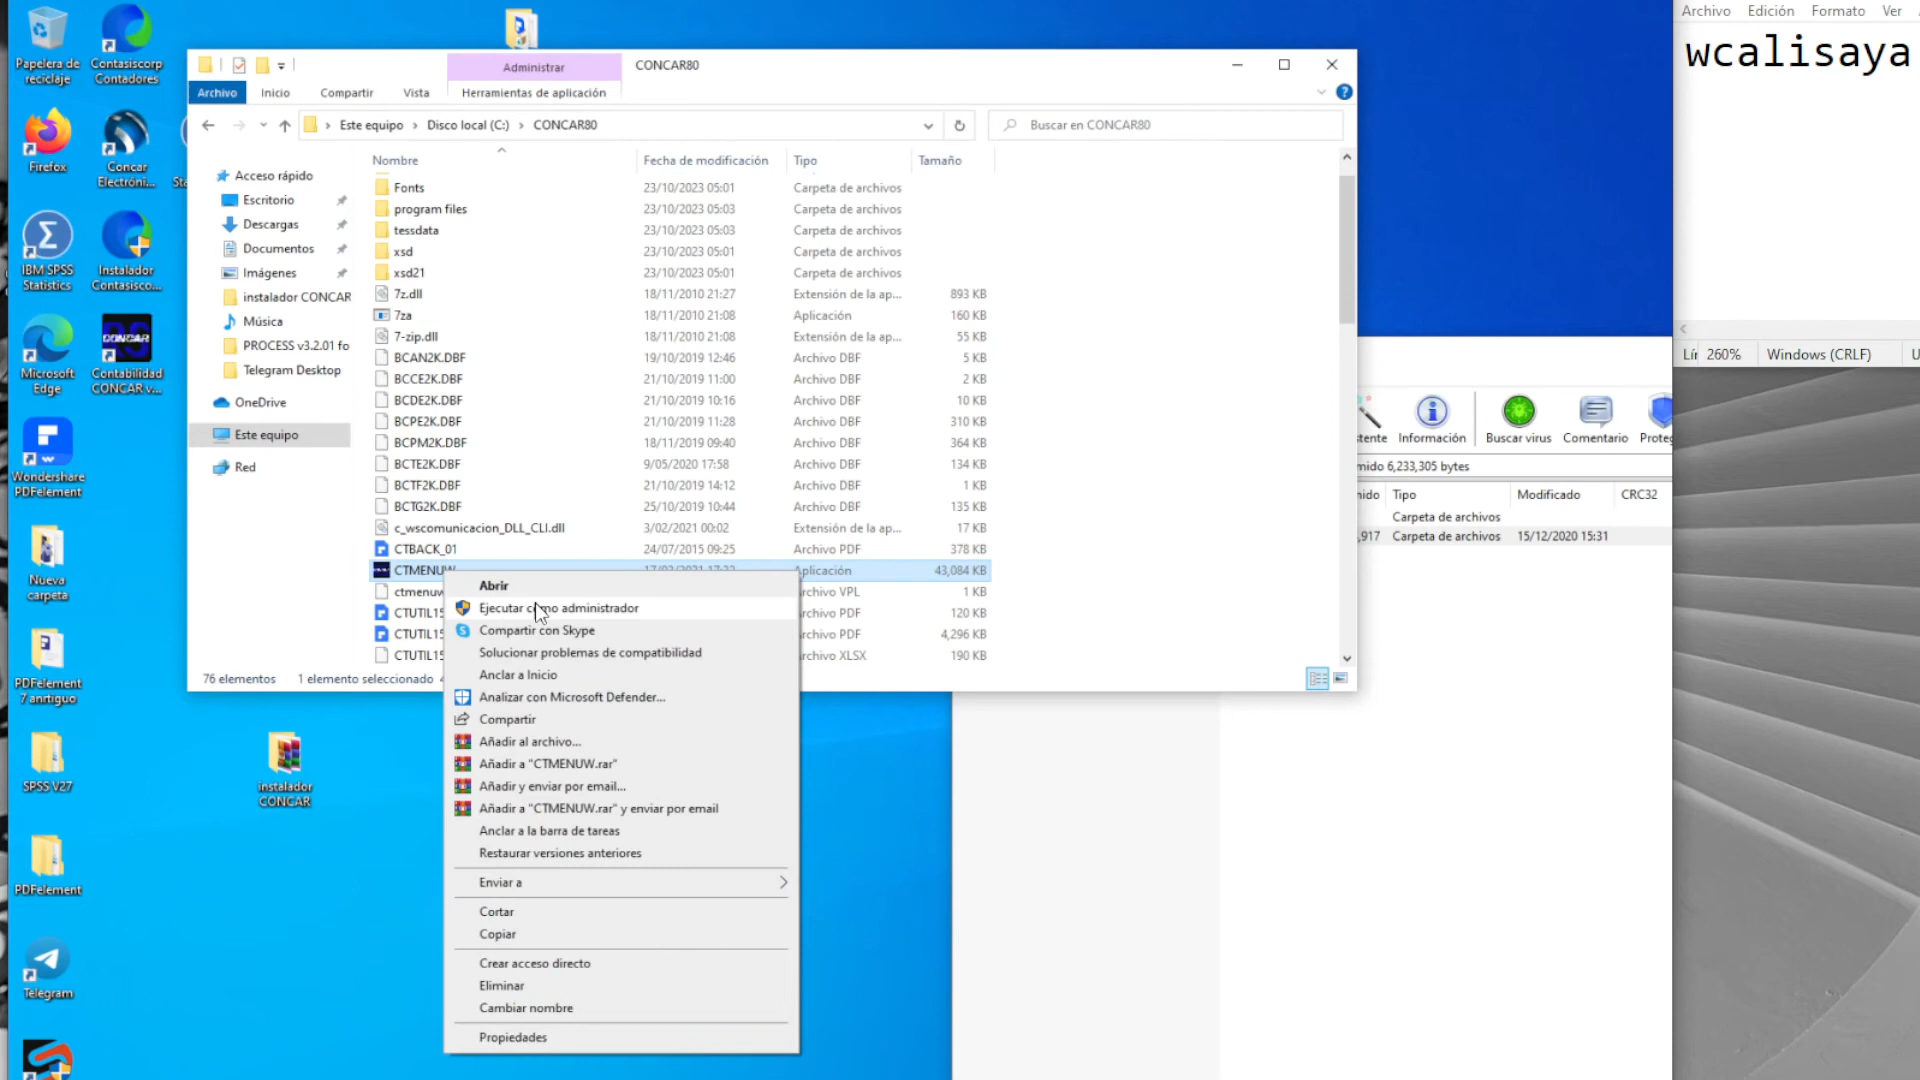 Papelera de
reciclaje
Contasiscorp
Contadores
Firefox
Concar
Electróni...
IBM SPSS
Statistics
Instalador
Contasisco...
Microsoft
Edge
CONCAR
Contabilidad
CONCAR v...
Wondershare
PDFelement
Nueva
carpeta
PDFelement
7 anrtiguo
SPSS V27
instalador
CONCAR
PDFelement
Telegram
Administrar
CONCAR80
Archivo
Inicio
Compartir
Vista
Herramientas de aplicación
Este equipo
Disco local (C:)
CONCAR80
Buscar en CONCAR80
Acceso rápido
Escritorio
Descargas
Documentos
Imágenes
instalador CONCAR
Música
PROCESS v3.2.01 fo
Telegram Desktop
OneDrive
Este equipo
Red
Nombre Fecha de modificación Tipo Tamaño
Fonts 23/10/2023 05:01 Carpeta de archivos
program files 23/10/2023 05:03 Carpeta de archivos
tessdata 23/10/2023 05:03 Carpeta de archivos
xsd 23/10/2023 05:01 Carpeta de archivos
xsd21 23/10/2023 05:01 Carpeta de archivos
7z.dll 18/11/2010 21:27 Extensión de la ap... 893 KB
7za 18/11/2010 21:08 Aplicación 160 KB
7-zip.dll 18/11/2010 21:08 Extensión de la ap... 55 KB
BCAN2K.DBF 19/10/2019 12:46 Archivo DBF 5 KB
BCCE2K.DBF 21/10/2019 11:00 Archivo DBF 2 KB
BCDE2K.DBF 21/10/2019 10:16 Archivo DBF 10 KB
BCPE2K.DBF 21/10/2019 11:28 Archivo DBF 310 KB
BCPM2K.DBF 18/11/2019 09:40 Archivo DBF 364 KB
BCTE2K.DBF 9/05/2020 17:58 Archivo DBF 134 KB
BCTF2K.DBF 21/10/2019 14:12 Archivo DBF 1 KB
BCTG2K.DBF 25/10/2019 10:44 Archivo DBF 135 KB
c_wscomunicacion_DLL_CLI.dll 3/02/2021 00:02 Extensión de la ap... 17 KB
CTBACK_01 24/07/2015 09:25 Archivo PDF 378 KB
CTMENUW Aplicación 43,084 KB
ctmenuw rchivo VPL 1 KB
CTUTIL15 rchivo PDF 120 KB
CTUTIL15 rchivo PDF 4,296 KB
CTUTIL15 rchivo XLSX 190 KB
76 elementos 1 elemento seleccionado
Abrir
Ejecutar como administrador
Compartir con Skype
Solucionar problemas de compatibilidad
Anclar a Inicio
Analizar con Microsoft Defender...
Compartir
Añadir al archivo...
Añadir a "CTMENUW.rar"
Añadir y enviar por email...
Añadir a "CTMENUW.rar" y enviar por email
Anclar a la barra de tareas
Restaurar versiones anteriores
Enviar a
Cortar
Copiar
Crear acceso directo
Eliminar
Cambiar nombre
Propiedades
Archivo Edición Formato Ver
wcalisaya
260% Windows (CRLF)
tente Información Buscar virus Comentario Proteg
mido 6,233,305 bytes
nido Tipo Modificado CRC32
Carpeta de archivos
,917 Carpeta de archivos 15/12/2020 15:31